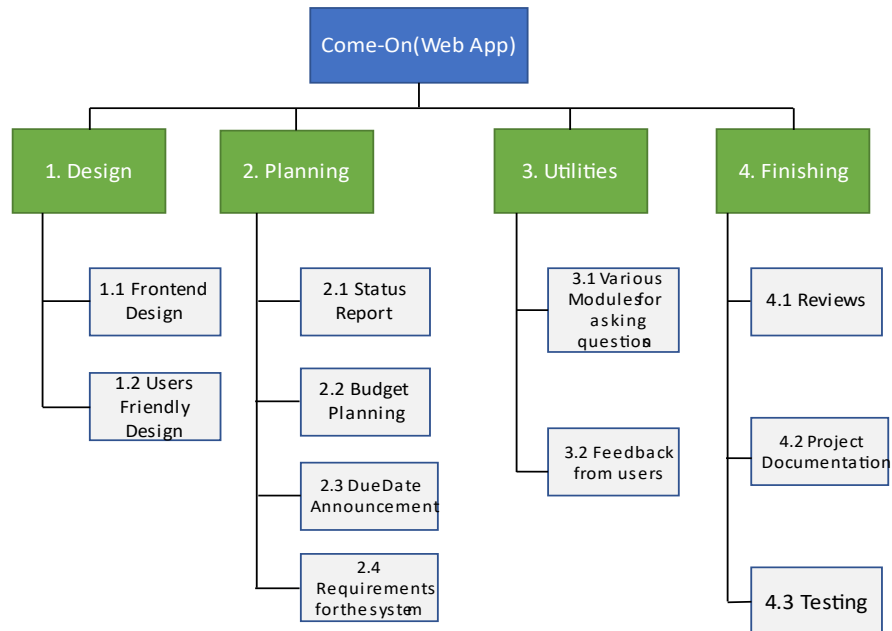 Come-On(Web App)
1. Design
2. Planning
3. Utilities
4. Finishing
1.1 Frontend
Design
1.2 Users
Friendly
Design
2.1 Status
Report
2.2 Budget
Planning
2.3 DueDate
Announcement
2.4
Requirements
forthesystem
3.1 Various
Modulesfor
asking
questions
3.2 Feedback
from users
4.1 Reviews
4.2 Project
Documentation
4.3 Testing